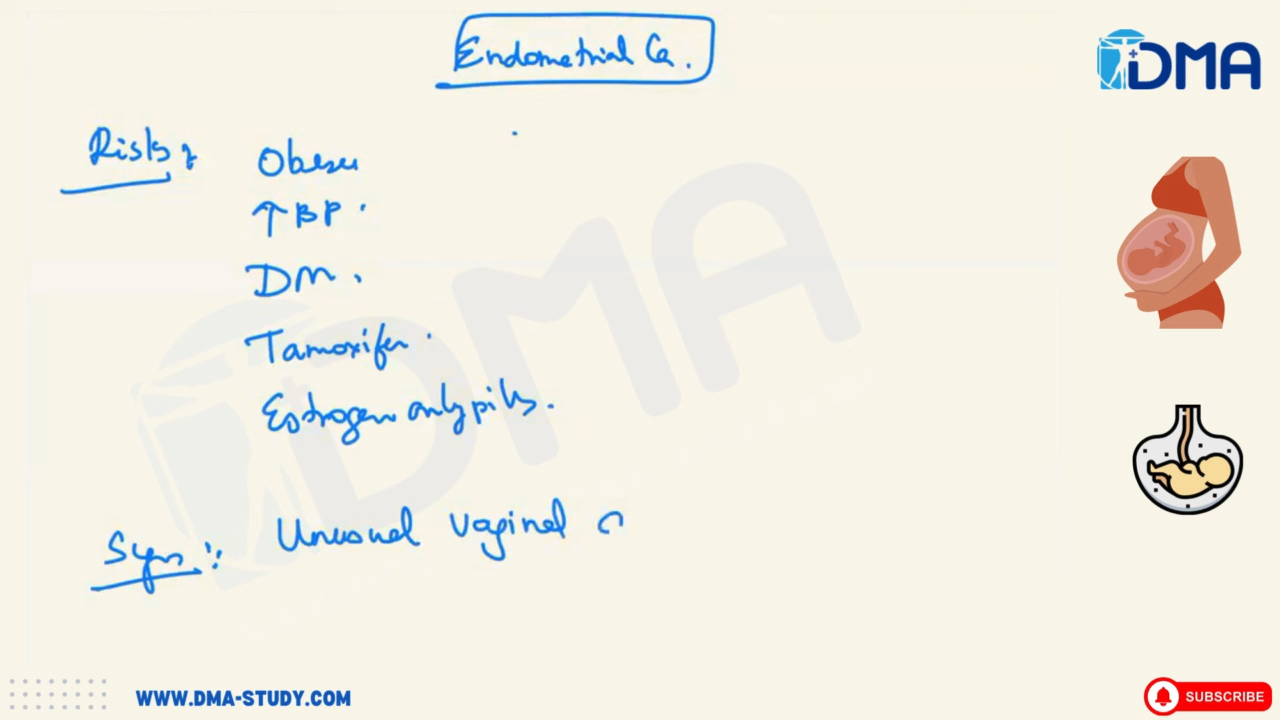 Endometrial Ca.
DMA
Risks
Obese
↑ BP.
DM.
Tamoxifen.
Estrogen only pills.
DMA
Sym:
Unusual vaginal
WWW.DMA-STUDY.COM
SUBSCRIBE